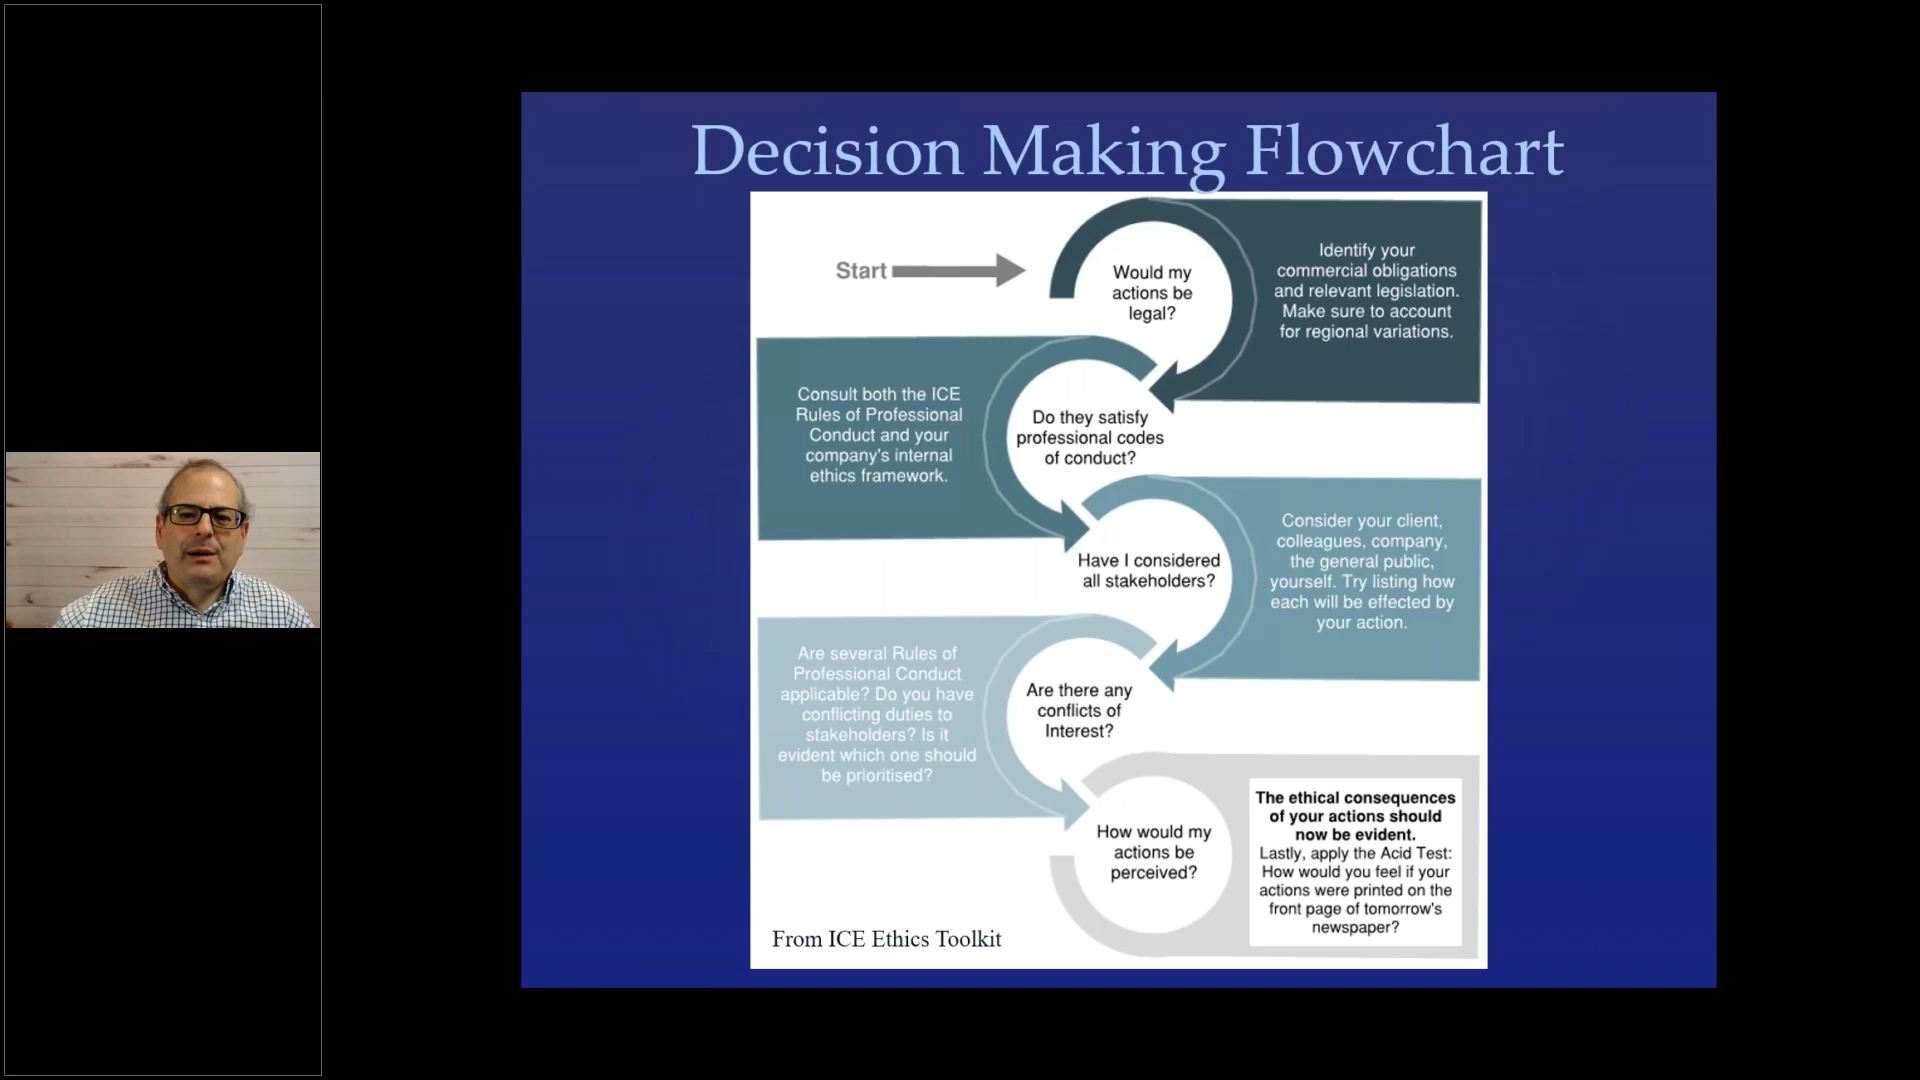 Decision Making Flowchart
Start
Would my
actions be
legal?
Identify your
commercial obligations
and relevant legislation.
Make sure to account
for regional variations.
Consult both the ICE
Rules of Professional
Conduct and your
company's internal
ethics framework.
Do they satisfy
professional codes
of conduct?
Have I considered
all stakeholders?
Consider your client,
colleagues, company,
the general public,
yourself. Try listing how
each will be effected by
your action.
Are several Rules of
Professional Conduct
applicable? Do you have
conflicting duties to
stakeholders? Is it
evident which one should
be prioritised?
Are there any
conflicts of
Interest?
How would my
actions be
perceived?
The ethical consequences
of your actions should
now be evident.
Lastly, apply the Acid Test:
How would you feel if your
actions were printed on the
front page of tomorrow's
newspaper?
From ICE Ethics Toolkit